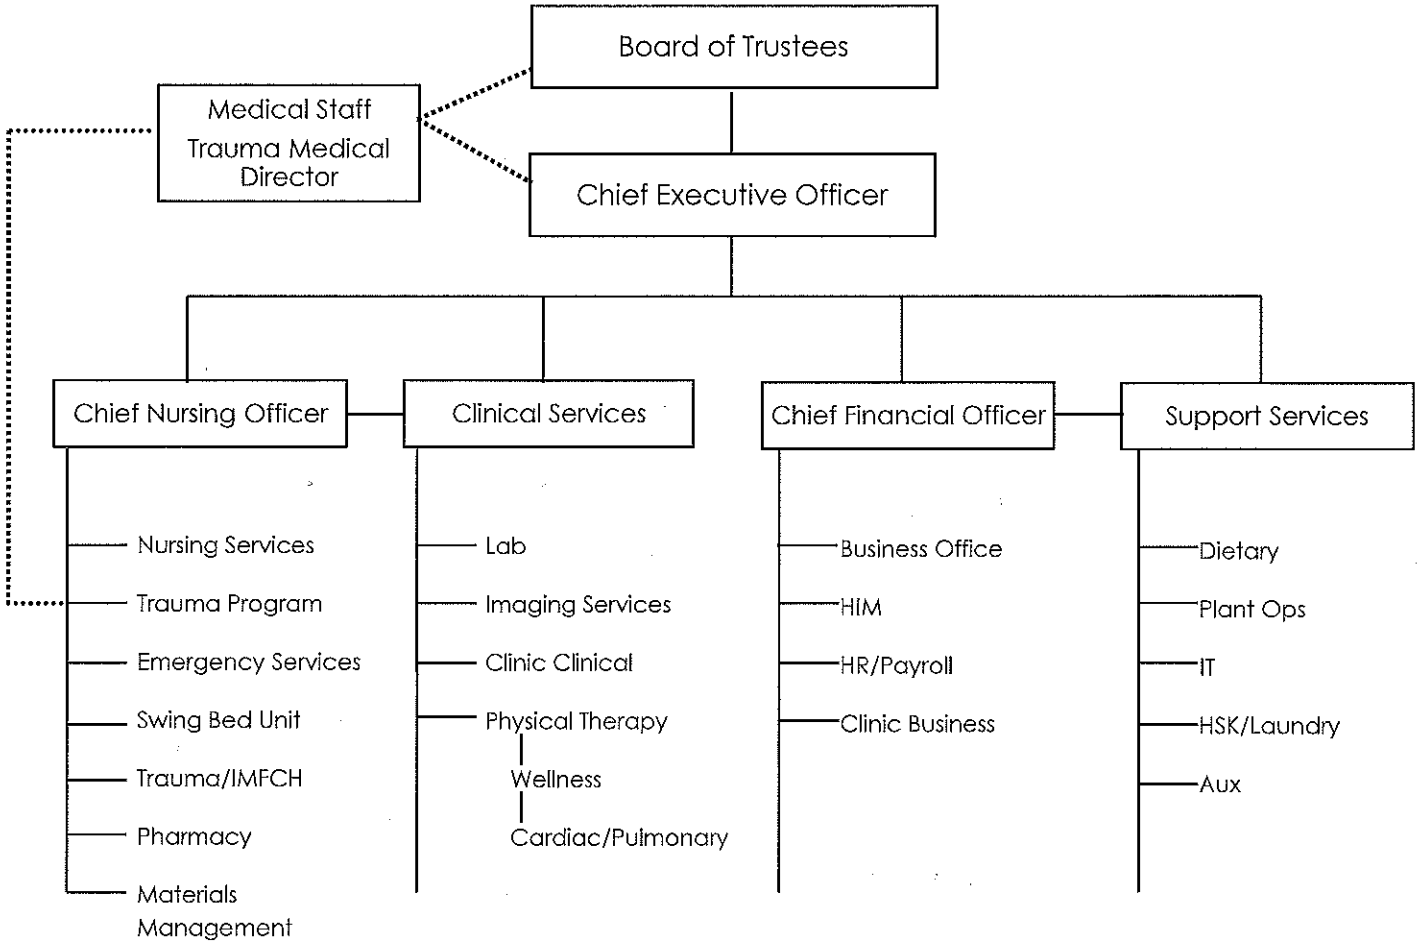 Board of Trustees
Medical Staff
Trauma Medical
Director
Chief Executive Officer
Chief Nursing Officer
Clinical Services
Chief Financial Officer
Support Services
Nursing Services
Trauma Program
Emergency Services
Swing Bed Unit
Trauma/IMFCH
Pharmacy
Materials
Management
Lab
Imaging Services
Clinic Clinical
Physical Therapy
Wellness
Cardiac/Pulmonary
Business Office
HIM
HR/Payroll
Clinic Business
Dietary
Plant Ops
IT
HSK/Laundry
Aux